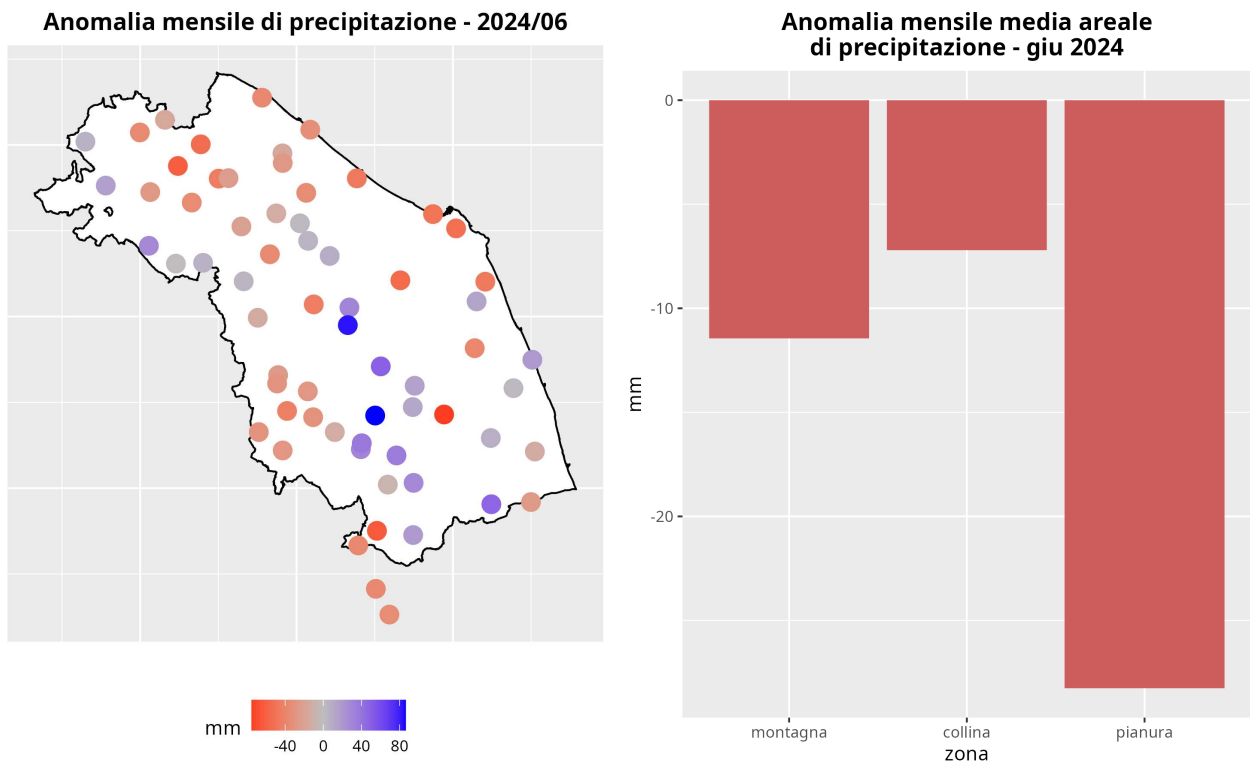 Anomalia mensile di precipitazione - 2024/06
mm
-40 0 40 80
Anomalia mensile media areale
di precipitazione - giu 2024
0
-10
-20
mm
montagna collina pianura
zona